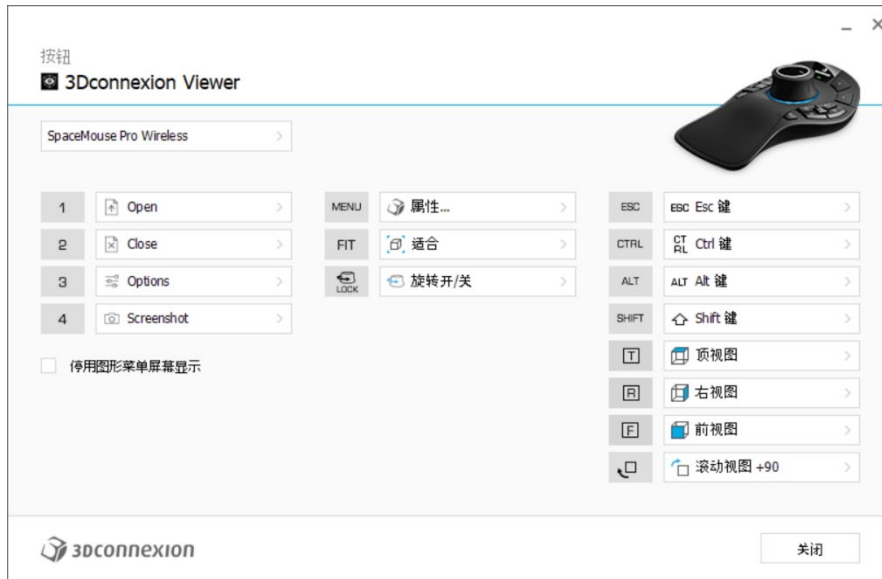 按钮
3Dconnexion Viewer
SpaceMouse Pro Wireless
1 Open
2 Close
3 Options
4 Screenshot
停用图形菜单屏幕显示
MENU 属性...
FIT 适合
LOCK 旋转开/关
ESC ESC Esc 键
CTRL CT RL Ctrl 键
ALT ALT Alt 键
SHIFT Shift 键
T 顶视图
R 右视图
F 前视图
滚动视图 +90
3Dconnexion
关闭